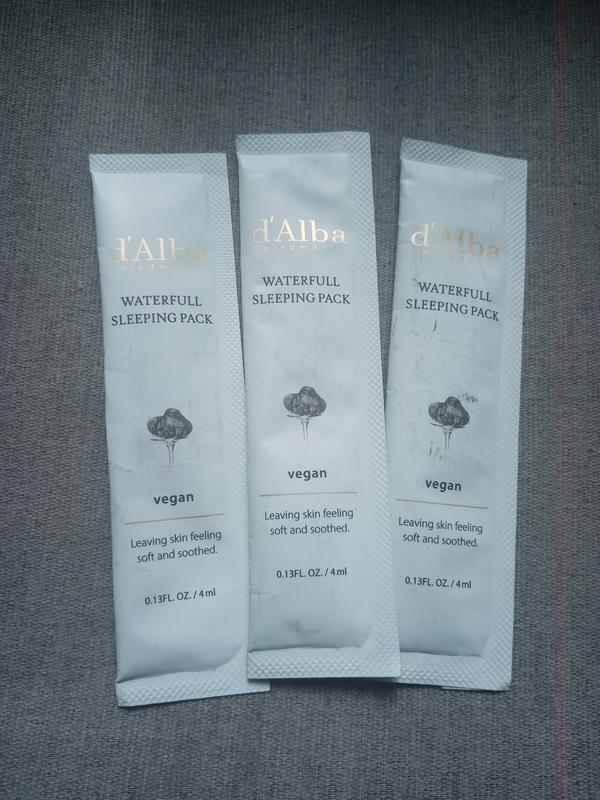 d'Alba
piedmont
WATERFULL
SLEEPING PACK
vegan
Leaving skin feeling
soft and soothed.
0.13FL. OZ. / 4ml
d'Alba
piedmont
WATERFULL
SLEEPING PACK
vegan
Leaving skin feeling
soft and soothed.
0.13FL. OZ. / 4ml
d'Alba
WATERFULL
SLEEPING PACK
vegan
Leaving skin feeling
soft and soothed.
0.13FL. OZ. / 4ml